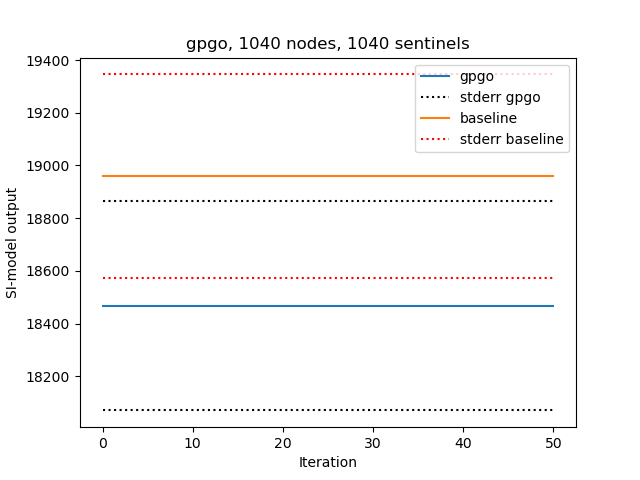 gpgo, 1040 nodes, 1040 sentinels
19400
19200
19000
18800
18600
18400
18200
SI-model output
gpgo
stderr gpgo
baseline
stderr baseline
0
10
20
30
40
50
Iteration